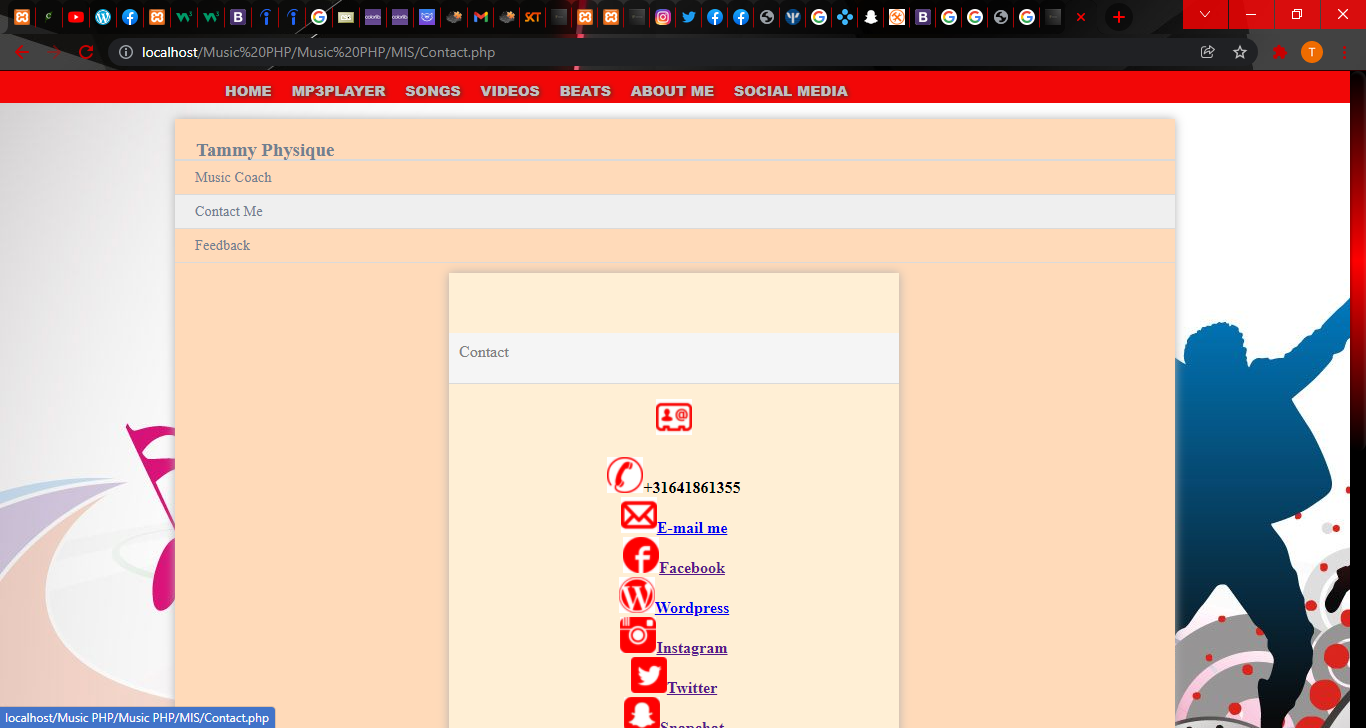 SKT
localhost/Music%20PHP/Music%20PHP/MIS/Contact.php
T
HOME MP3PLAYER SONGS VIDEOS BEATS ABOUT ME SOCIAL MEDIA
Tammy Physique
Music Coach
Contact Me
Feedback
Contact
+31641861355
E-mail me
Facebook
Wordpress
Instagram
Twitter
Snapchat
localhost/Music PHP/Music PHP/MIS/Contact.php